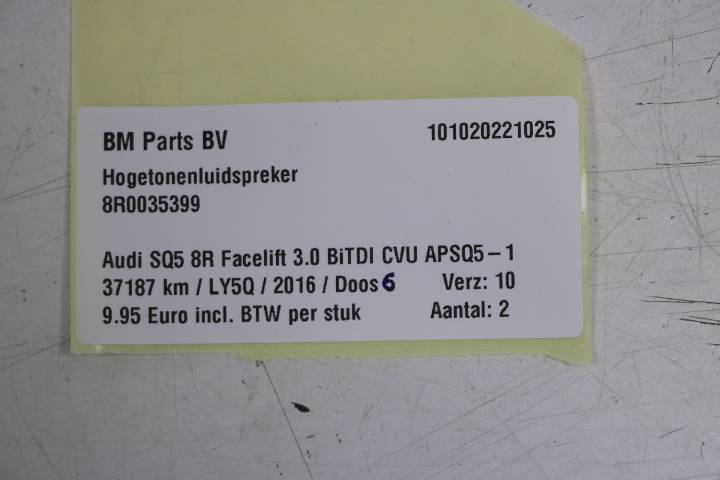 BM Parts BV 101020221025
Hogetonenluidspreker
8R0035399
Audi SQ5 8R Facelift 3.0 BiTDI CVU APSQ5-1
37187 km / LY5Q / 2016 / Doos 6 Verz: 10
9.95 Euro incl. BTW per stuk Aantal: 2